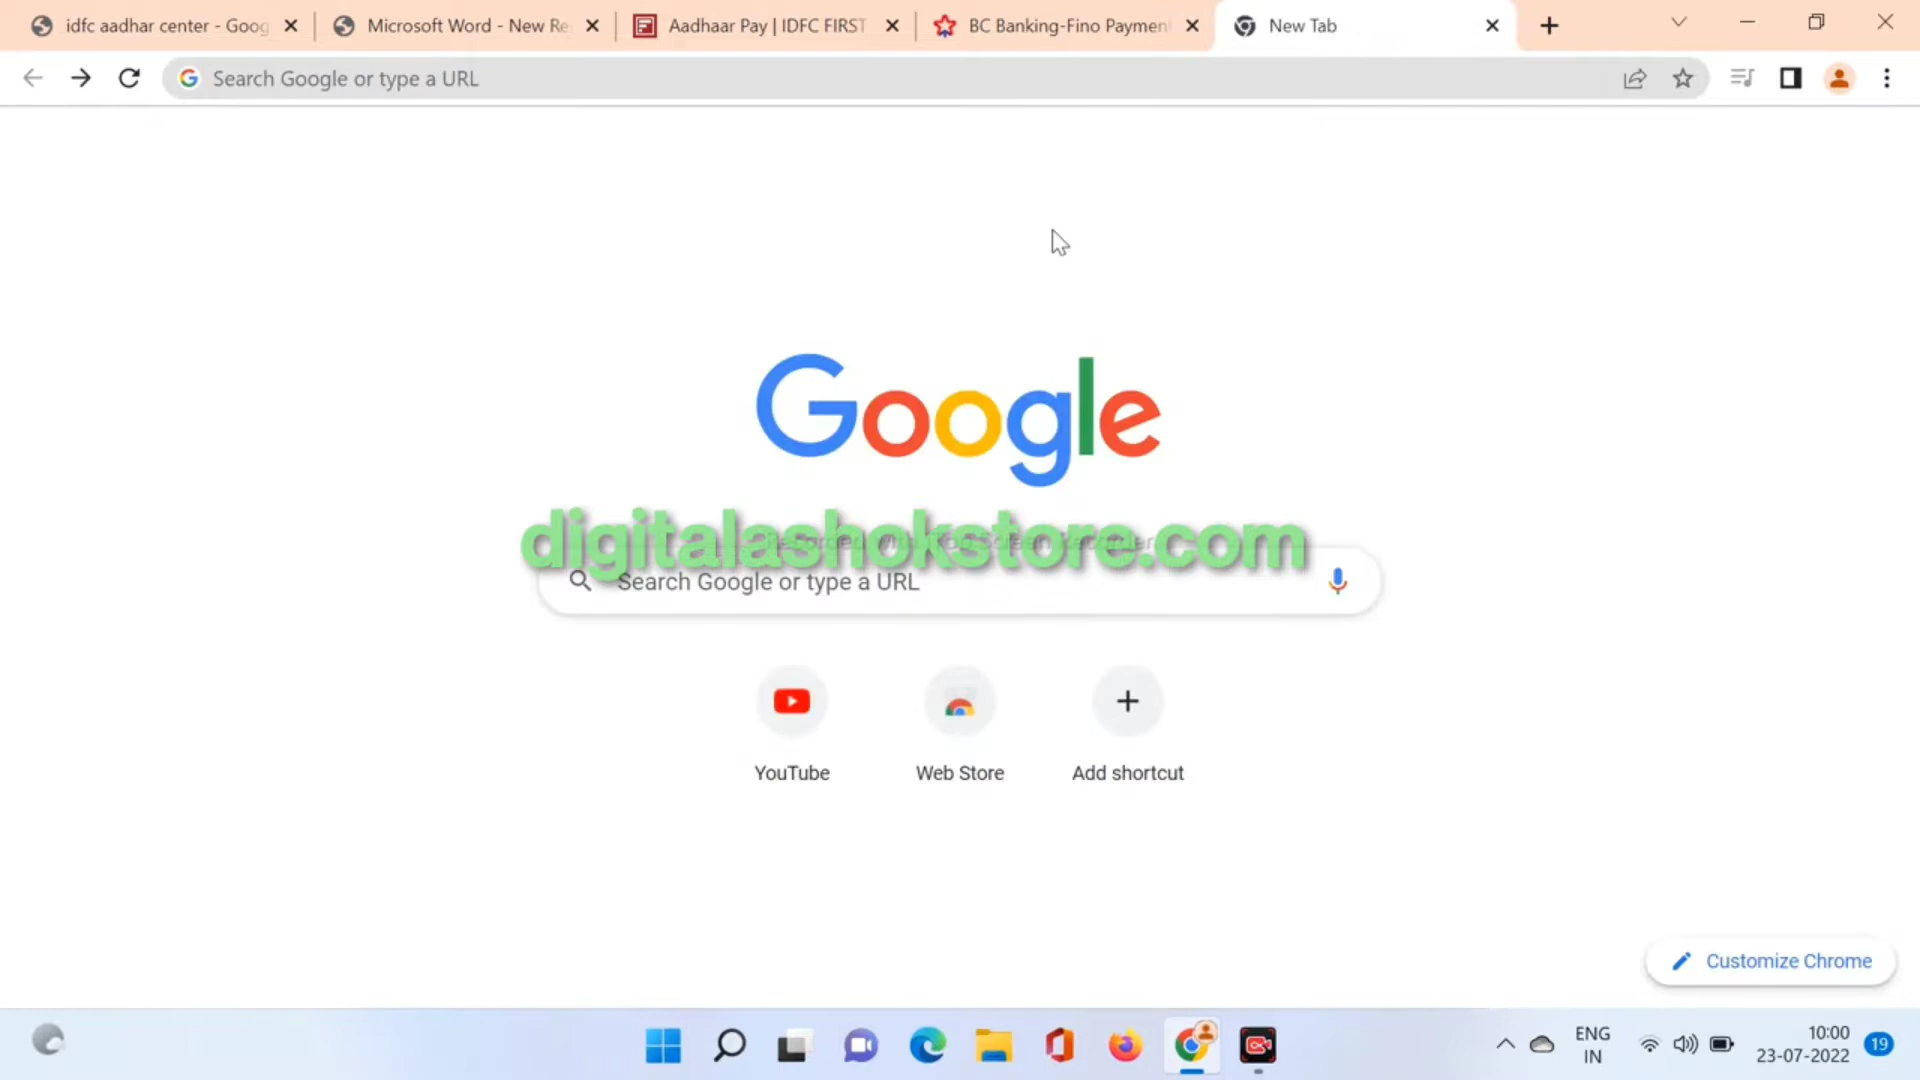 idfc aadhar center - Goog
Microsoft Word - New Re
Aadhaar Pay | IDFC FIRST
BC Banking-Fino Payment
New Tab
Search Google or type a URL
Google
digitalashokstore.com
Search Google or type a URL
YouTube
Web Store
Add shortcut
Customize Chrome
ENG
IN
10:00
23-07-2022
19